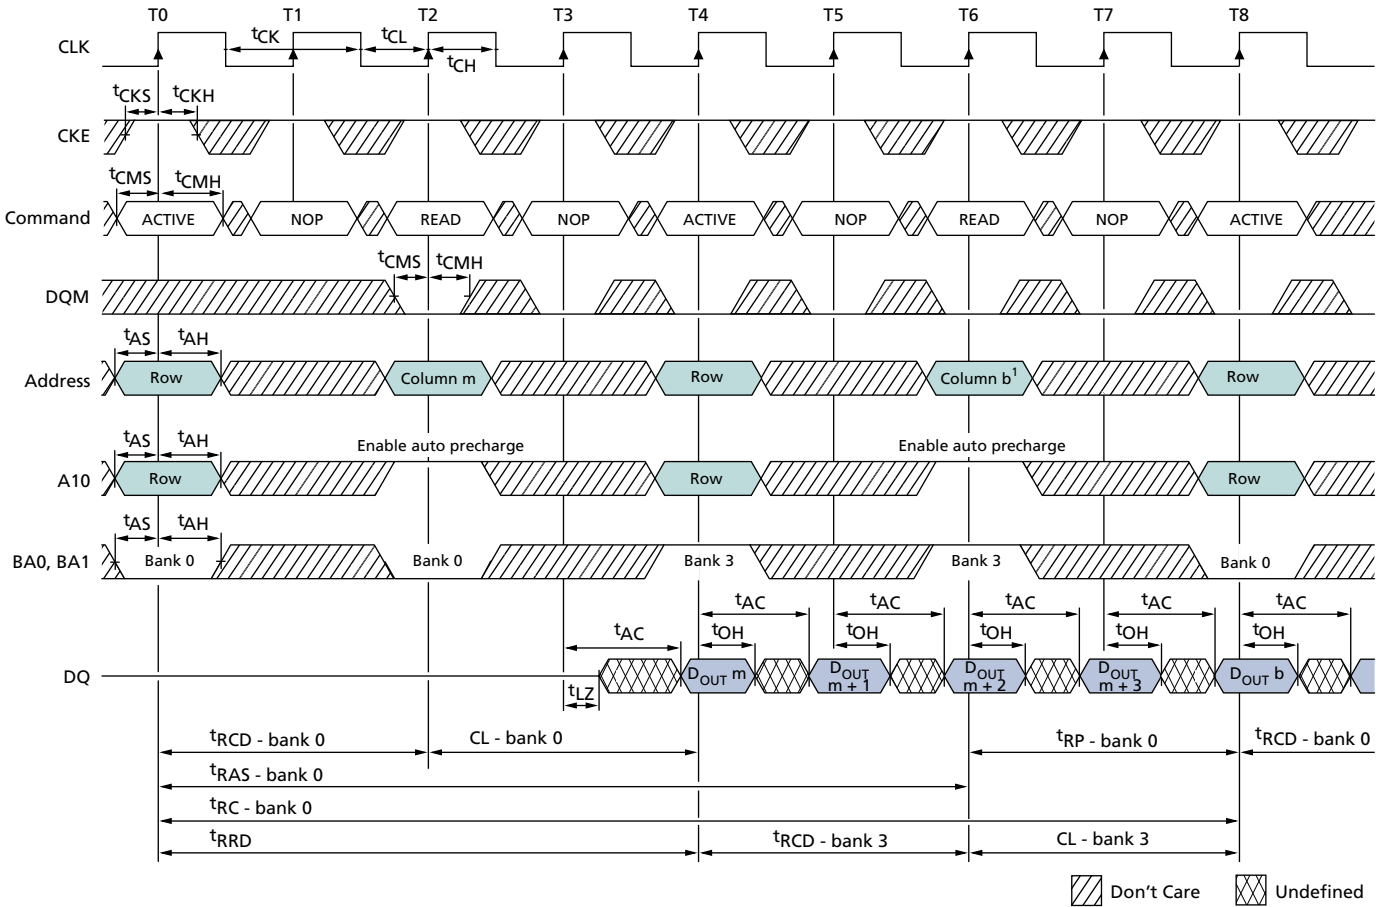 T0 T1 T2 T3 T4 T5 T6 T7 T8
CLK tCK tCL tCH
tCKS tCKH
CKE
tCMS tCMH
Command ACTIVE NOP READ NOP ACTIVE NOP READ NOP ACTIVE
tCMS tCMH
DQM
tAS tAH
Address Row Column m Row Column b1 Row
tAS tAH Enable auto precharge Enable auto precharge
A10 Row Row Row
tAS tAH
BA0, BA1 Bank 0 Bank 0 Bank 3 Bank 3 Bank 0
tAC tAC tAC tAC tAC
tAC tOH tOH tOH tOH tOH
DQ DOUT m DOUT m + 1 DOUT m + 2 DOUT m + 3 DOUT b
tLZ
tRCD - bank 0 CL - bank 0 tRP - bank 0 tRCD - bank 0
tRAS - bank 0
tRC - bank 0
tRRD tRCD - bank 3 CL - bank 3
Don't Care Undefined